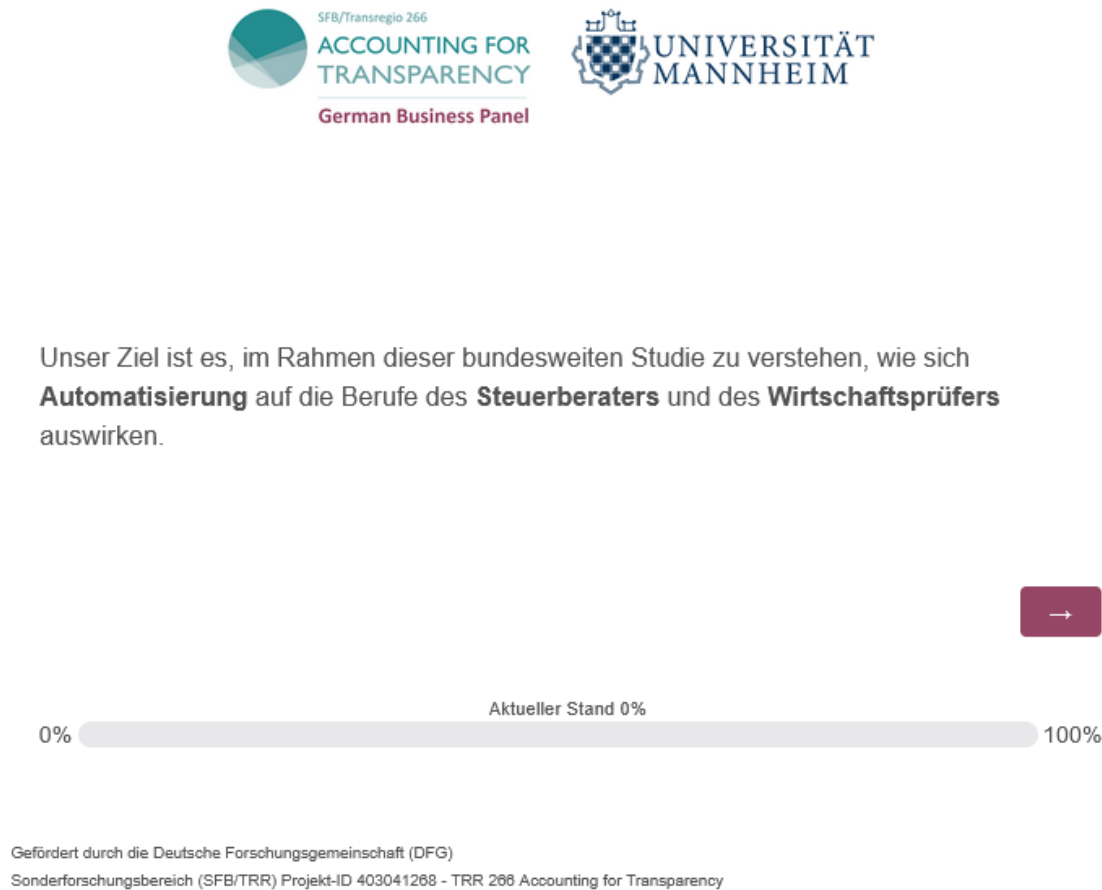 SFB/Transregio 266
ACCOUNTING FOR
TRANSPARENCY
German Business Panel
UNIVERSITÄT
MANNHEIM
Unser Ziel ist es, im Rahmen dieser bundesweiten Studie zu verstehen, wie sich
Automatisierung auf die Berufe des Steuerberaters und des Wirtschaftsprüfers
auswirken.
→
Aktueller Stand 0%
0% 100%
Gefördert durch die Deutsche Forschungsgemeinschaft (DFG)
Sonderforschungsbereich (SFB/TRR) Projekt-ID 403041268 - TRR 266 Accounting for Transparency